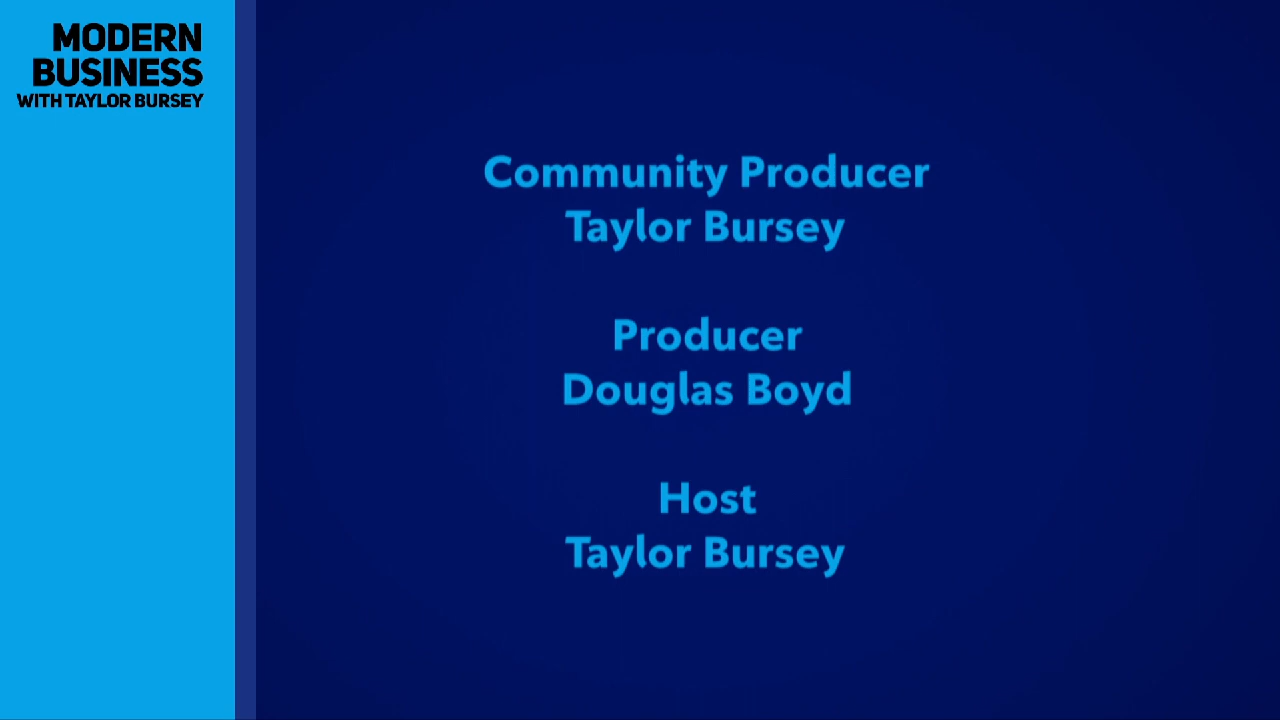 MODERN
BUSINESS
WITH TAYLOR BURSEY
Community Producer
Taylor Bursey
Producer
Douglas Boyd
Host
Taylor Bursey